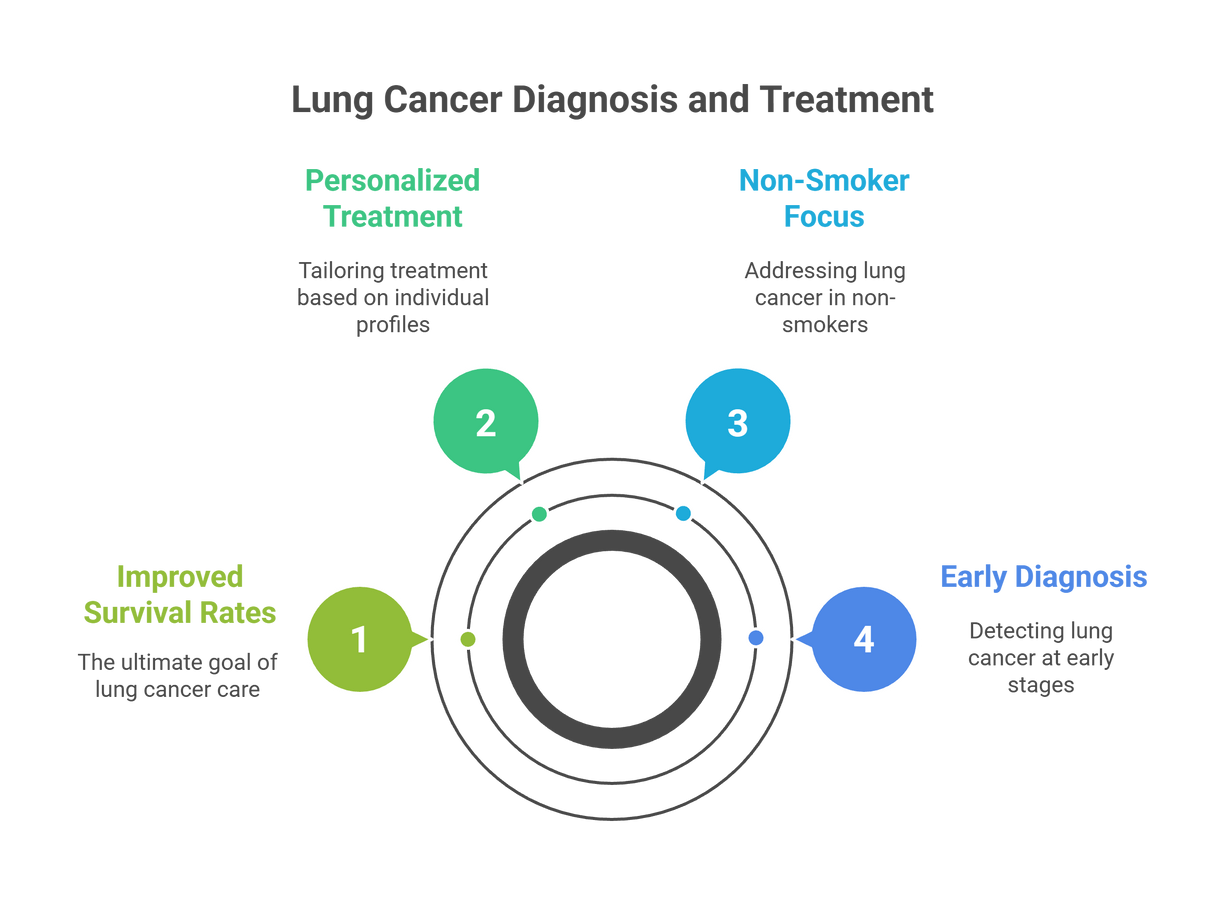 Lung Cancer Diagnosis and Treatment
Personalized
Treatment
Tailoring treatment
based on individual
profiles
Non-Smoker
Focus
Addressing lung
cancer in non-
smokers
2
3
Improved
Survival Rates
The ultimate goal of
lung cancer care
1
4
Early Diagnosis
Detecting lung
cancer at early
stages